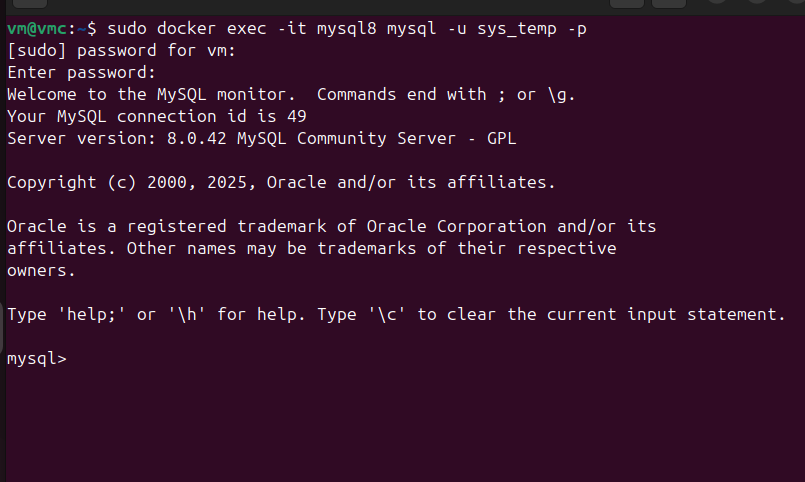 vm@vmc:~$ sudo docker exec -it mysql8 mysql -u sys_temp -p
[sudo] password for vm:
Enter password:
Welcome to the MySQL monitor.  Commands end with ; or \g.
Your MySQL connection id is 49
Server version: 8.0.42 MySQL Community Server - GPL

Copyright (c) 2000, 2025, Oracle and/or its affiliates.

Oracle is a registered trademark of Oracle Corporation and/or its
affiliates. Other names may be trademarks of their respective
owners.

Type 'help;' or '\h' for help. Type '\c' to clear the current input statement.

mysql>